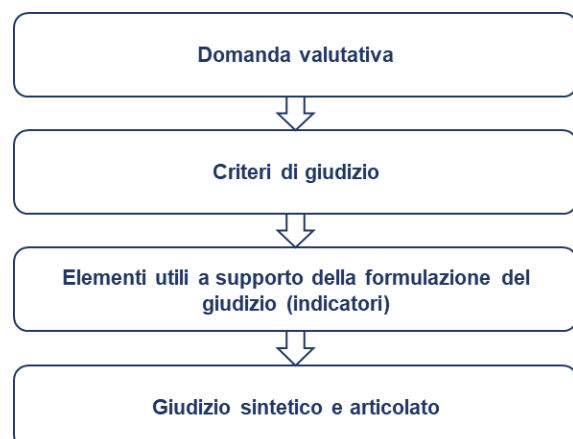 Domanda valutativa
Criteri di giudizio
Elementi utili a supporto della formulazione del
giudizio (indicatori)
Giudizio sintetico e articolato